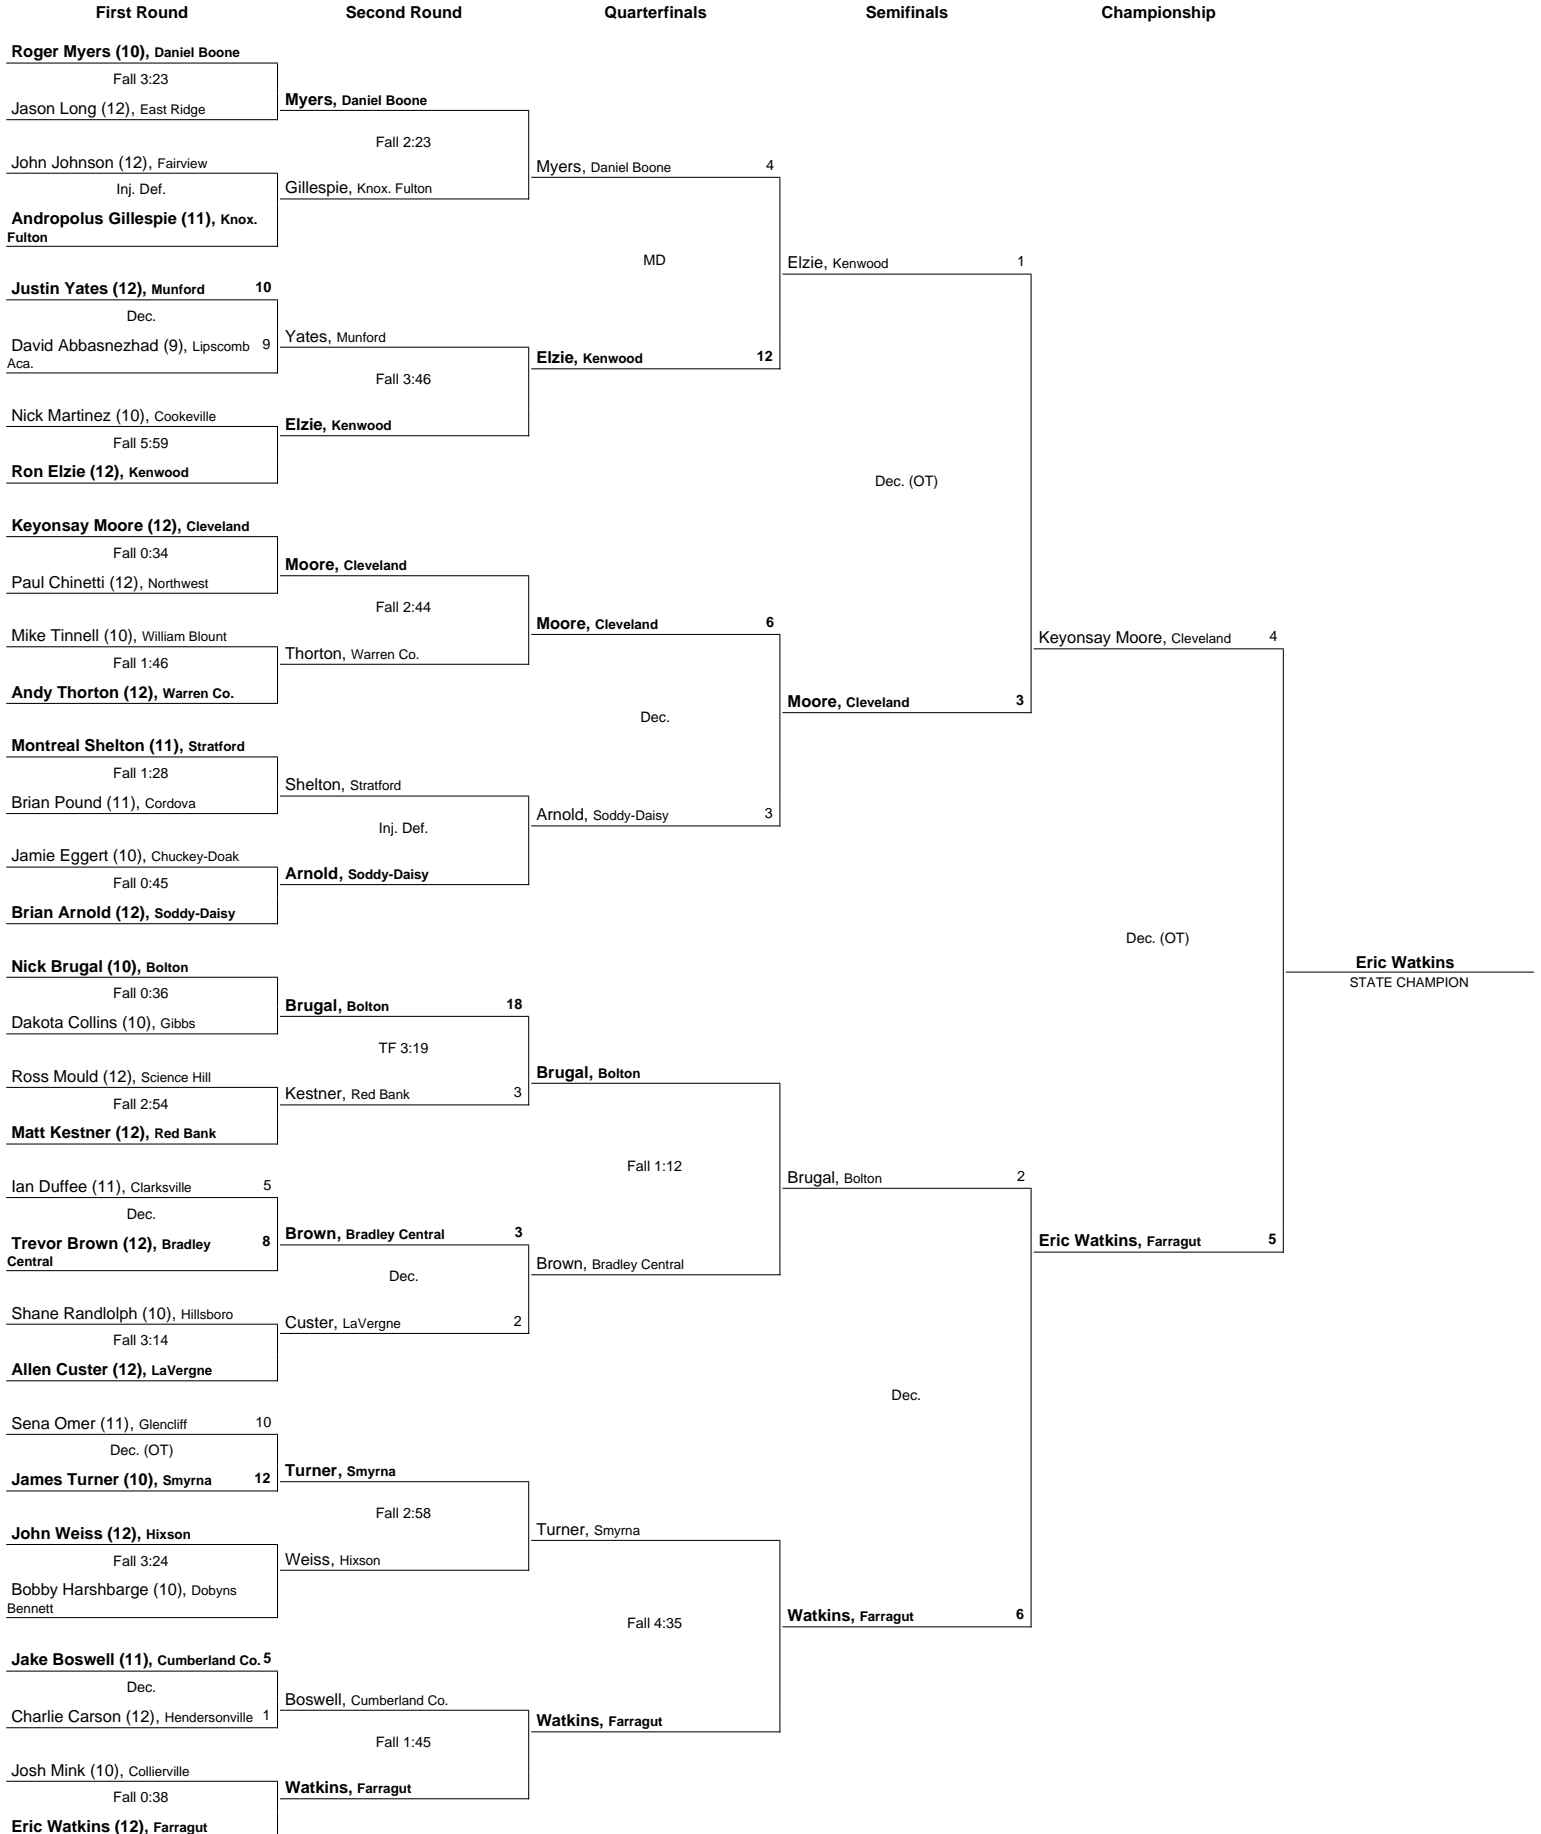 First Round
Second Round
Quarterfinals
Semifinals
Championship
Roger Myers (10), Daniel Boone
Fall 3:23
Jason Long (12), East Ridge
John Johnson (12), Fairview
Inj. Def.
Andropolus Gillespie (11), Knox.
Fulton
Justin Yates (12), Munford 10
Dec.
David Abbasnezhad (9), Lipscomb 9
Aca.
Nick Martinez (10), Cookeville
Fall 5:59
Ron Elzie (12), Kenwood
Keyonsay Moore (12), Cleveland
Fall 0:34
Paul Chinetti (12), Northwest
Mike Tinnell (10), William Blount
Fall 1:46
Andy Thorton (12), Warren Co.
Montreal Shelton (11), Stratford
Fall 1:28
Brian Pound (11), Cordova
Jamie Eggert (10), Chuckey-Doak
Fall 0:45
Brian Arnold (12), Soddy-Daisy
Nick Brugal (10), Bolton
Fall 0:36
Dakota Collins (10), Gibbs
Ross Mould (12), Science Hill
Fall 2:54
Matt Kestner (12), Red Bank
Ian Duffee (11), Clarksville 5
Dec.
Trevor Brown (12), Bradley 8
Central
Shane Randlolph (10), Hillsboro
Fall 3:14
Allen Custer (12), LaVergne
Sena Omer (11), Glencliff 10
Dec. (OT)
James Turner (10), Smyrna 12
John Weiss (12), Hixson
Fall 3:24
Bobby Harshbarge (10), Dobyns
Bennett
Jake Boswell (11), Cumberland Co. 5
Dec.
Charlie Carson (12), Hendersonville 1
Josh Mink (10), Collierville
Fall 0:38
Eric Watkins (12), Farragut
Myers, Daniel Boone
Fall 2:23
Gillespie, Knox. Fulton
Yates, Munford
Fall 3:46
Elzie, Kenwood
Moore, Cleveland
Fall 2:44
Thorton, Warren Co.
Shelton, Stratford
Inj. Def.
Arnold, Soddy-Daisy
Brugal, Bolton 18
TF 3:19
Kestner, Red Bank 3
Brown, Bradley Central 3
Dec.
Custer, LaVergne 2
Turner, Smyrna
Fall 2:58
Weiss, Hixson
Boswell, Cumberland Co.
Fall 1:45
Watkins, Farragut
Myers, Daniel Boone 4
MD
Elzie, Kenwood 12
Moore, Cleveland 6
Dec.
Arnold, Soddy-Daisy 3
Brugal, Bolton
Fall 1:12
Brown, Bradley Central
Turner, Smyrna
Fall 4:35
Watkins, Farragut
Elzie, Kenwood 1
Dec. (OT)
Moore, Cleveland 3
Brugal, Bolton 2
Dec.
Watkins, Farragut 6
Keyonsay Moore, Cleveland 4
Dec. (OT)
Eric Watkins, Farragut 5
Eric Watkins
STATE CHAMPION